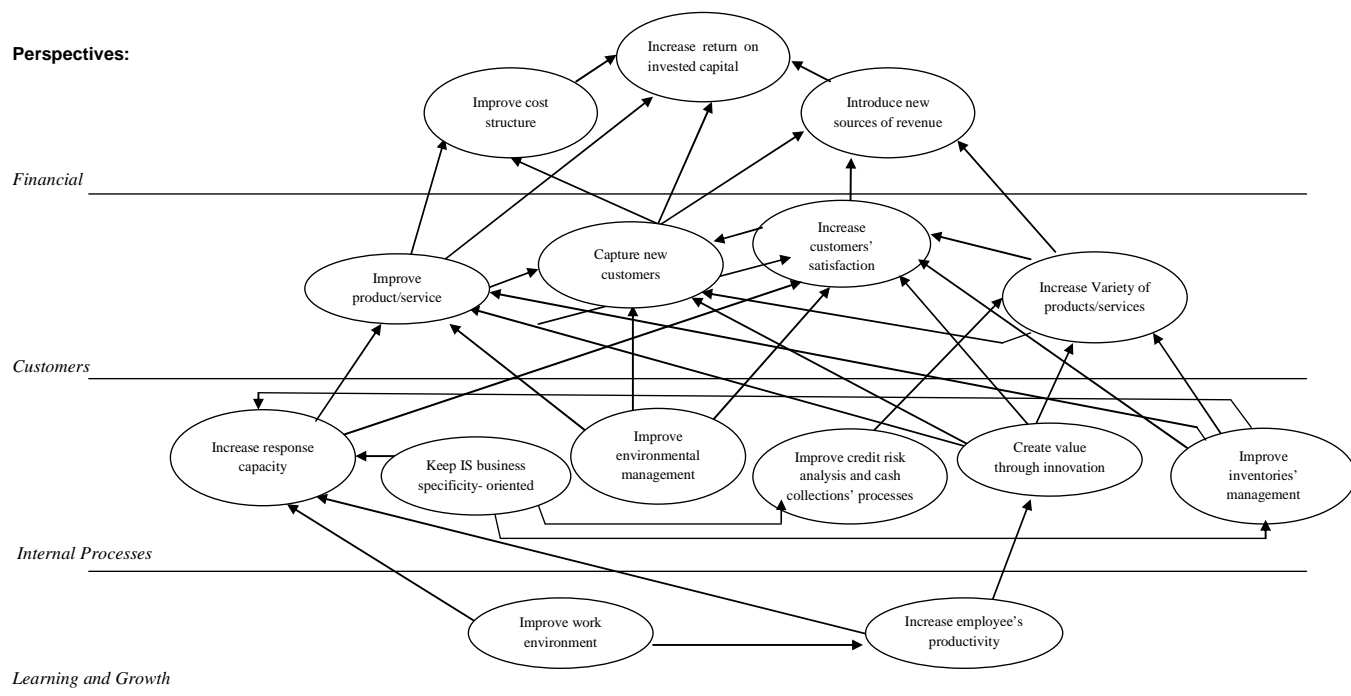 Perspectives:
Increase return on
invested capital
Improve cost
structure
Introduce new
sources of revenue
Financial
Increase
customers'
satisfaction
Capture new
customers
Improve
product/service
Increase Variety of
products/services
Customers
Increase response
capacity
Keep IS business
specificity- oriented
Improve
environmental
management
Improve credit risk
analysis and cash
collections' processes
Create value
through innovation
Improve
inventories'
management
Internal Processes
Improve work
environment
Increase employee's
productivity
Learning and Growth